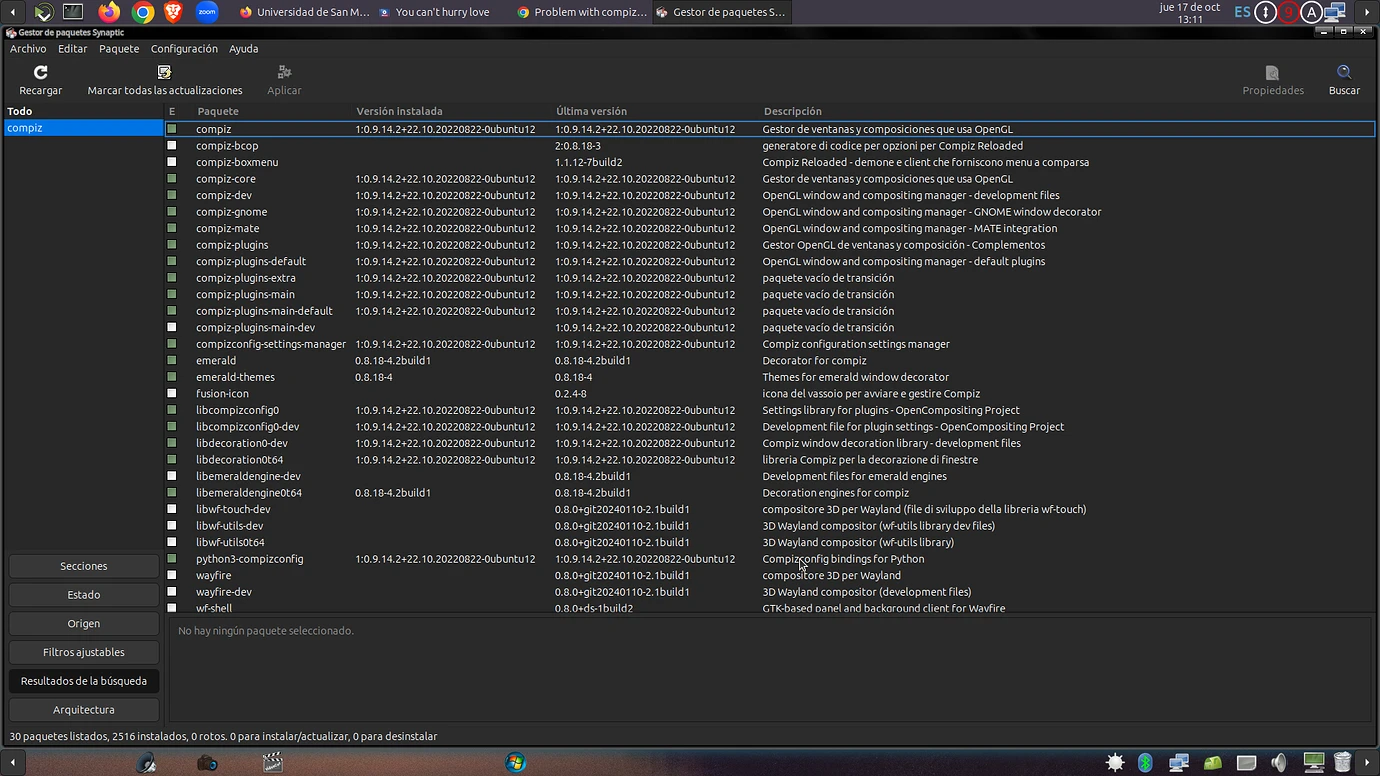 zoom
Universidad de San M...
You can't hurry love
Problem with compiz...
Gestor de paquetes S...
jue 17 de oct
13:11
ES
9
A
Gestor de paquetes Synaptic
Archivo Editar Paquete Configuración Ayuda
Recargar Marcar todas las actualizaciones Aplicar Propiedades Buscar
Todo
compiz
E Paquete Versión instalada Última versión Descripción
compiz 1:0.9.14.2+22.10.20220822-0ubuntu12 1:0.9.14.2+22.10.20220822-0ubuntu12 Gestor de ventanas y composiciones que usa OpenGL
compiz-bcop 2:0.8.18-3 generatore di codice per opzioni per Compiz Reloaded
compiz-boxmenu 1.1.12-7build2 Compiz Reloaded - demone e client che forniscono menu a comparsa
compiz-core 1:0.9.14.2+22.10.20220822-0ubuntu12 1:0.9.14.2+22.10.20220822-0ubuntu12 Gestor de ventanas y composiciones que usa OpenGL
compiz-dev 1:0.9.14.2+22.10.20220822-0ubuntu12 1:0.9.14.2+22.10.20220822-0ubuntu12 OpenGL window and compositing manager - development files
compiz-gnome 1:0.9.14.2+22.10.20220822-0ubuntu12 1:0.9.14.2+22.10.20220822-0ubuntu12 OpenGL window and compositing manager - GNOME window decorator
compiz-mate 1:0.9.14.2+22.10.20220822-0ubuntu12 1:0.9.14.2+22.10.20220822-0ubuntu12 OpenGL window and compositing manager - MATE integration
compiz-plugins 1:0.9.14.2+22.10.20220822-0ubuntu12 1:0.9.14.2+22.10.20220822-0ubuntu12 Gestor OpenGL de ventanas y composición - Complementos
compiz-plugins-default 1:0.9.14.2+22.10.20220822-0ubuntu12 1:0.9.14.2+22.10.20220822-0ubuntu12 OpenGL window and compositing manager - default plugins
compiz-plugins-extra 1:0.9.14.2+22.10.20220822-0ubuntu12 1:0.9.14.2+22.10.20220822-0ubuntu12 paquete vacío de transición
compiz-plugins-main 1:0.9.14.2+22.10.20220822-0ubuntu12 1:0.9.14.2+22.10.20220822-0ubuntu12 paquete vacío de transición
compiz-plugins-main-default 1:0.9.14.2+22.10.20220822-0ubuntu12 1:0.9.14.2+22.10.20220822-0ubuntu12 paquete vacío de transición
compiz-plugins-main-dev 1:0.9.14.2+22.10.20220822-0ubuntu12 paquete vacío de transición
compizconfig-settings-manager 1:0.9.14.2+22.10.20220822-0ubuntu12 1:0.9.14.2+22.10.20220822-0ubuntu12 Compiz configuration settings manager
emerald 0.8.18-4.2build1 0.8.18-4.2build1 Decorator for compiz
emerald-themes 0.8.18-4 0.8.18-4 Themes for emerald window decorator
fusion-icon 0.2.4-8 icona del vassoio per avviare e gestire Compiz
libcompizconfig0 1:0.9.14.2+22.10.20220822-0ubuntu12 1:0.9.14.2+22.10.20220822-0ubuntu12 Settings library for plugins - OpenCompositing Project
libcompizconfig0-dev 1:0.9.14.2+22.10.20220822-0ubuntu12 1:0.9.14.2+22.10.20220822-0ubuntu12 Development file for plugin settings - OpenCompositing Project
libdecoration0-dev 1:0.9.14.2+22.10.20220822-0ubuntu12 1:0.9.14.2+22.10.20220822-0ubuntu12 Compiz window decoration library - development files
libdecoration0t64 1:0.9.14.2+22.10.20220822-0ubuntu12 1:0.9.14.2+22.10.20220822-0ubuntu12 libreria Compiz per la decorazione di finestre
libemeraldengine-dev 0.8.18-4.2build1 Development files for emerald engines
libemeraldengine0t64 0.8.18-4.2build1 0.8.18-4.2build1 Decoration engines for compiz
libwf-touch-dev 0.8.0+git20240110-2.1build1 compositore 3D per Wayland (file di sviluppo della libreria wf-touch)
libwf-utils-dev 0.8.0+git20240110-2.1build1 3D Wayland compositor (wf-utils library dev files)
libwf-utils0t64 0.8.0+git20240110-2.1build1 3D Wayland compositor (wf-utils library)
python3-compizconfig 1:0.9.14.2+22.10.20220822-0ubuntu12 1:0.9.14.2+22.10.20220822-0ubuntu12 Compizconfig bindings for Python
wayfire 0.8.0+git20240110-2.1build1 compositore 3D per Wayland
wayfire-dev 0.8.0+git20240110-2.1build1 3D Wayland compositor (development files)
wf-shell 0.8.0+ds-1build2 GTK-based panel and background client for Wayfire
Secciones
Estado
Origen
Filtros ajustables
Resultados de la búsqueda
Arquitectura
No hay ningún paquete seleccionado.
30 paquetes listados, 2516 instalados, 0 rotos. 0 para instalar/actualizar, 0 para desinstalar